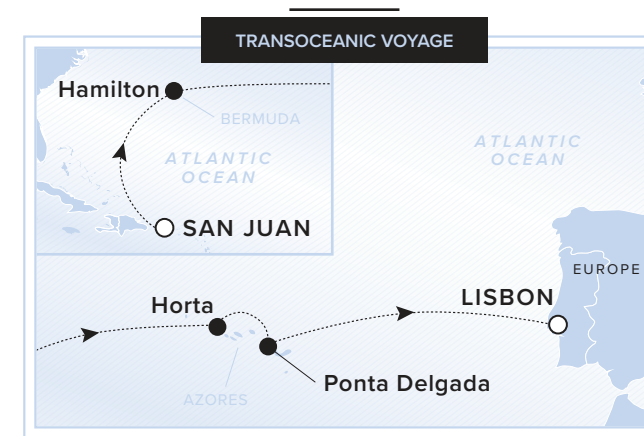 TRANSOCEANIC VOYAGE
Hamilton
BERMUDA
ATLANTIC
OCEAN
SAN JUAN
ATLANTIC
OCEAN
EUROPE
LISBON
Horta
Ponta Delgada
AZORES